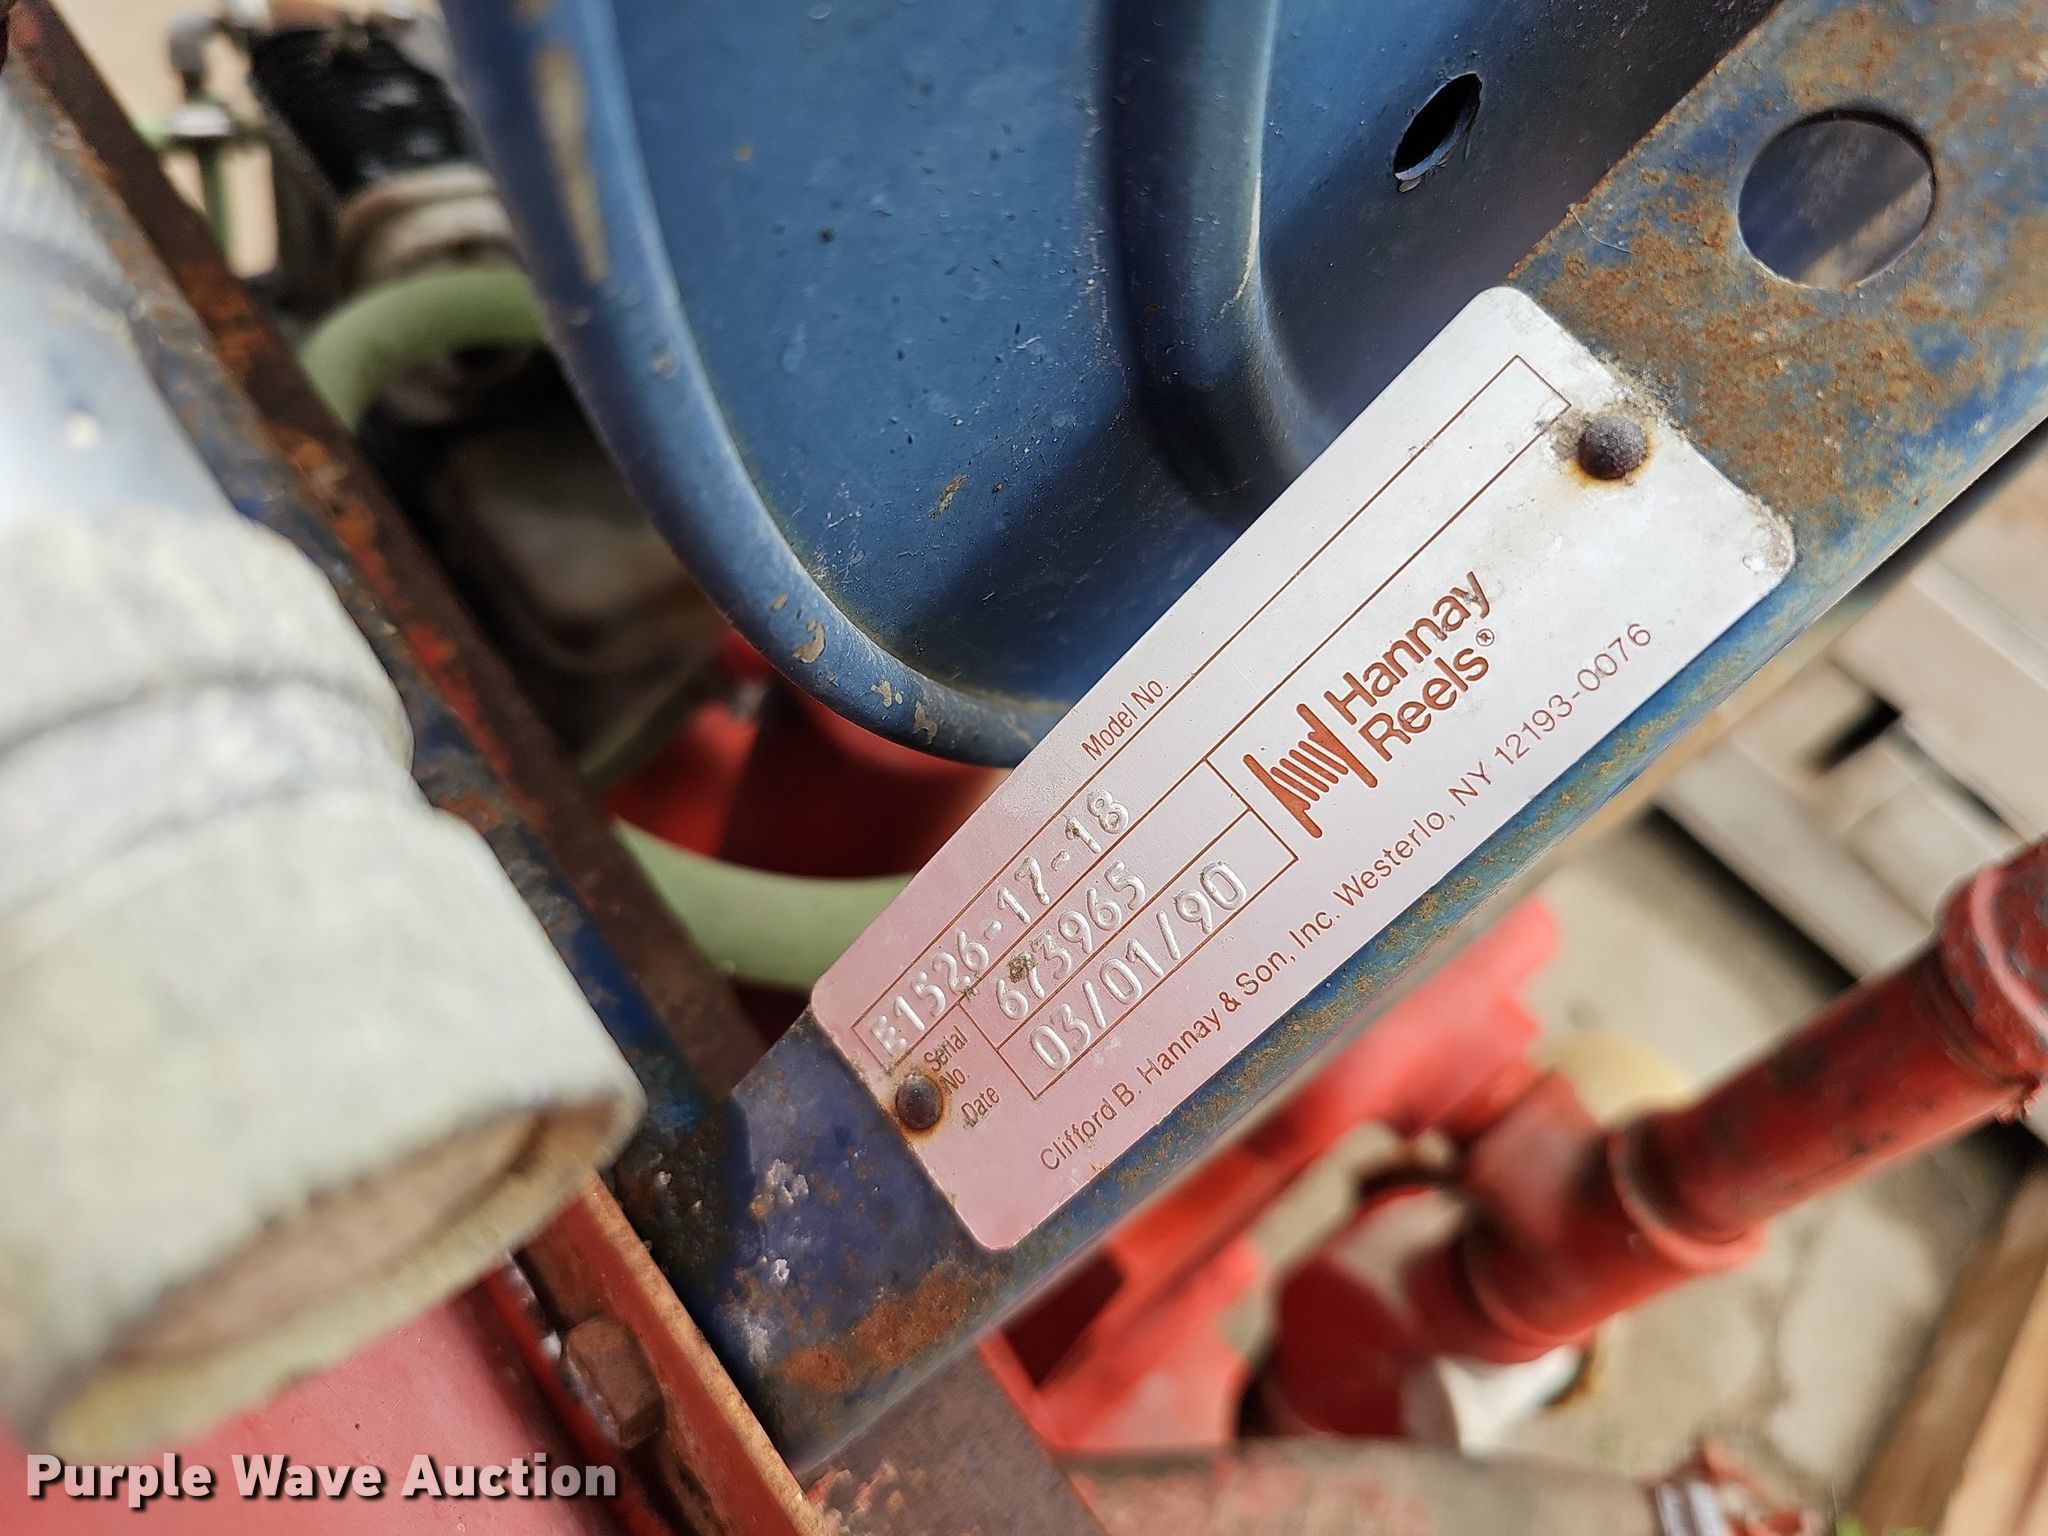 Model No.
E1526-17-18
Serial No.
673965
Date
03/01/90
Hannay
Reels®
Clifford B. Hannay & Son, Inc. Westerlo, NY 12193-0076
Purple Wave Auction